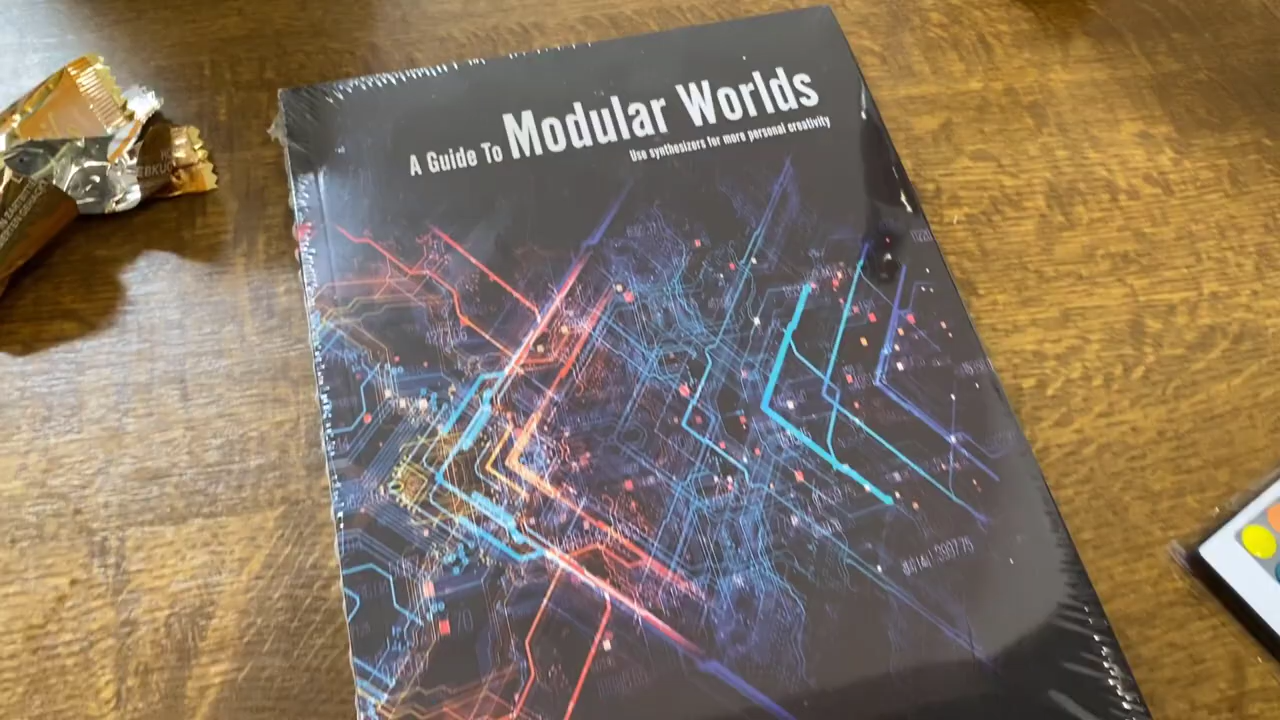 A Guide To Modular Worlds
Use synthesizers for more personal creativity